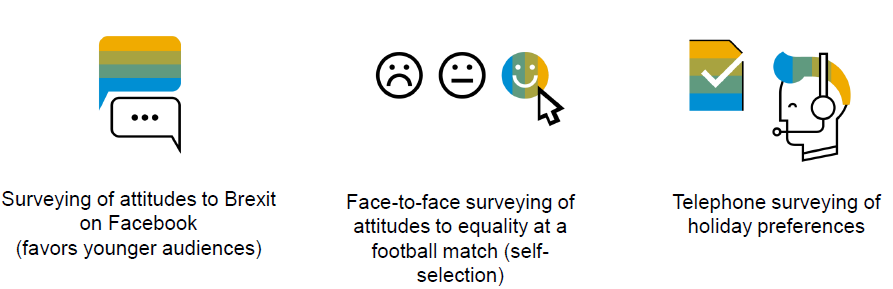 Surveying of attitudes to Brexit
on Facebook
(favors younger audiences)
Face-to-face surveying of
attitudes to equality at a
football match (self-
selection)
Telephone surveying of
holiday preferences